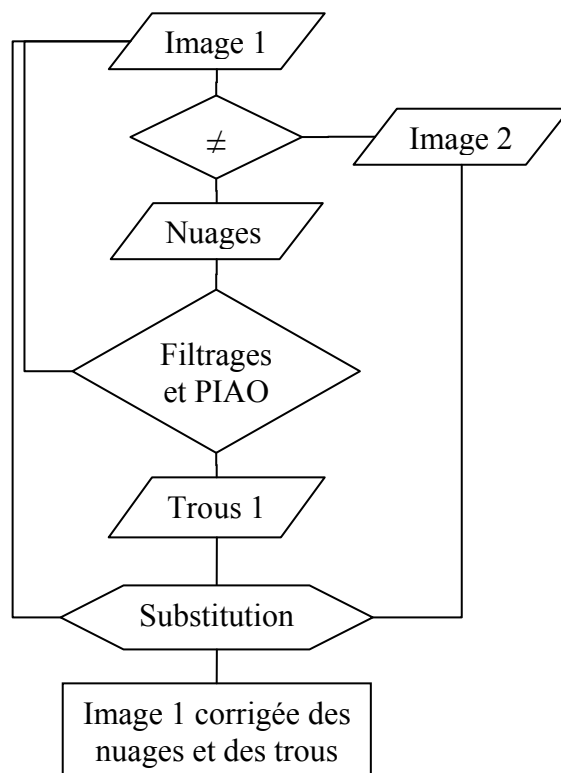 Image 1
≠
Image 2
Nuages
Filtrages
et PIAO
Trous 1
Substitution
Image 1 corrigée des
nuages et des trous